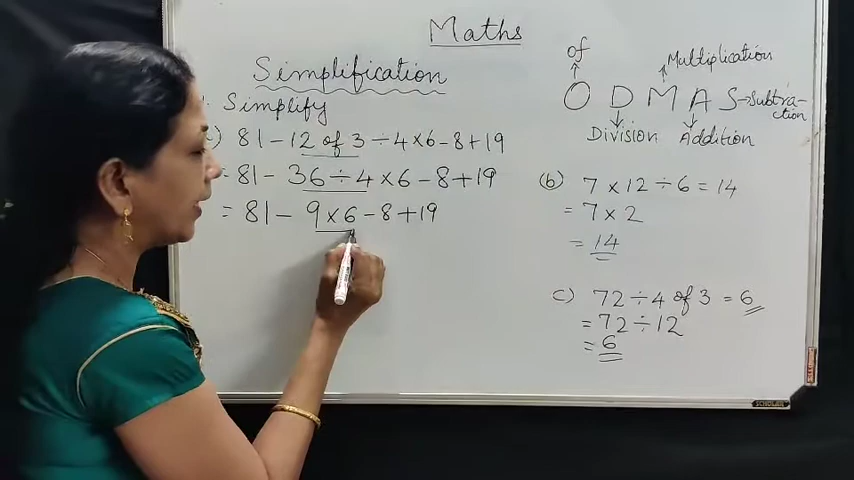 Maths
Simplification
Simplify
) 81-12 of 3÷4×6-8+19
= 81- 36÷4×6-8+19
= 81- 9×6-8+19
of
Multiplication
O D M A S→Subtra-
ction
Division Addition
(b) 7×12÷6=14
= 7×2
= 14
c) 72÷4 of 3 = 6
= 72÷12
= 6